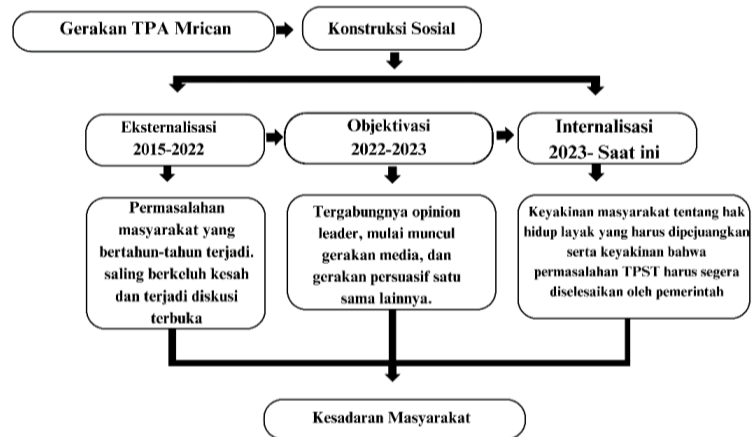 Gerakan TPA Mrican
Konstruksi Sosial
Eksternalisasi
2015-2022
Objektivasi
2022-2023
Internalisasi
2023- Saat ini
Permasalahan
masyarakat yang
bertahun-tahun terjadi.
saling berkeluh kesah
dan terjadi diskusi
terbuka
Tergabungnya opinion
leader, mulai muncul
gerakan media, dan
gerakan persuasif satu
sama lainnya.
Keyakinan masyarakat tentang hak
hidup layak yang harus dipejuangkan
serta keyakinan bahwa
permasalahan TPST harus segera
diselesaikan oleh pemerintah
Kesadaran Masyarakat